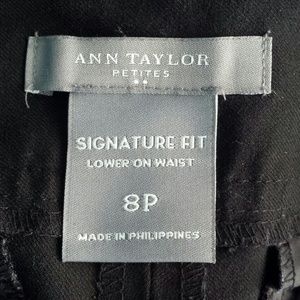 ANN TAYLOR
PETITES
SIGNATURE FIT
LOWER ON WAIST
8P
MADE IN PHILIPPINES